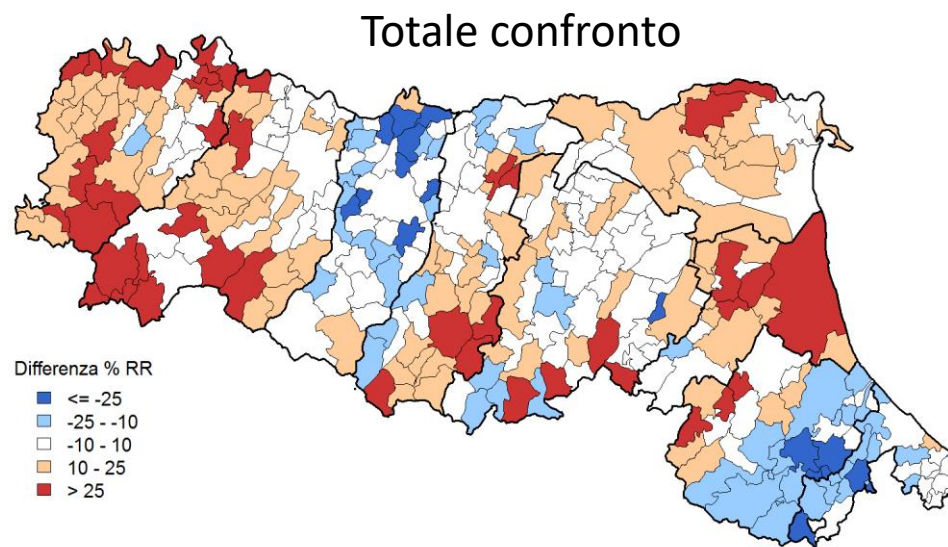 Totale confronto
Differenza % RR
<= -25
-25 - -10
-10 - 10
10 - 25
> 25